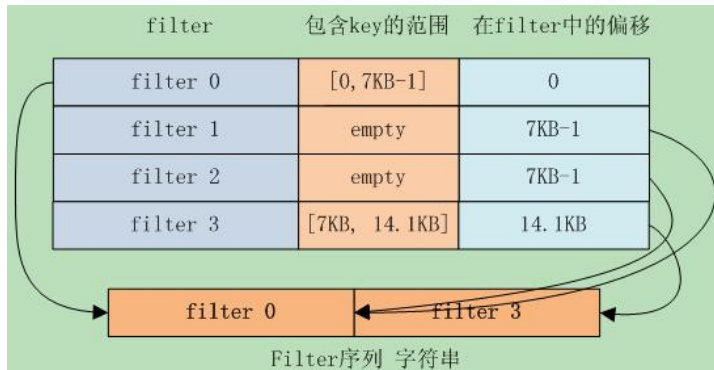 filter 包含key的范围 在filter中的偏移
filter 0 [0,7KB-1] 0
filter 1 empty 7KB-1
filter 2 empty 7KB-1
filter 3 [7KB, 14.1KB] 14.1KB
filter 0 filter 3
Filter序列 字符串